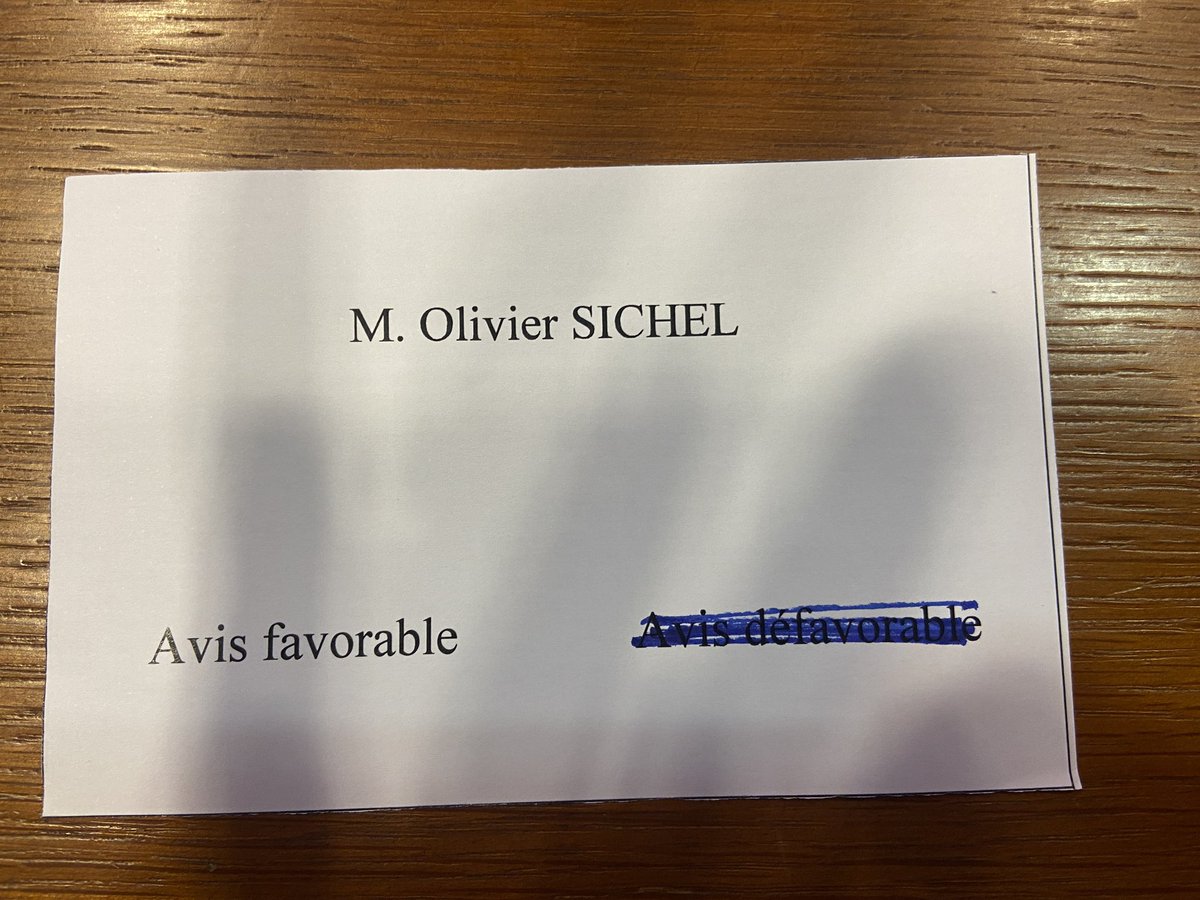 M. Olivier SICHEL
Avis favorable Avis défavorable